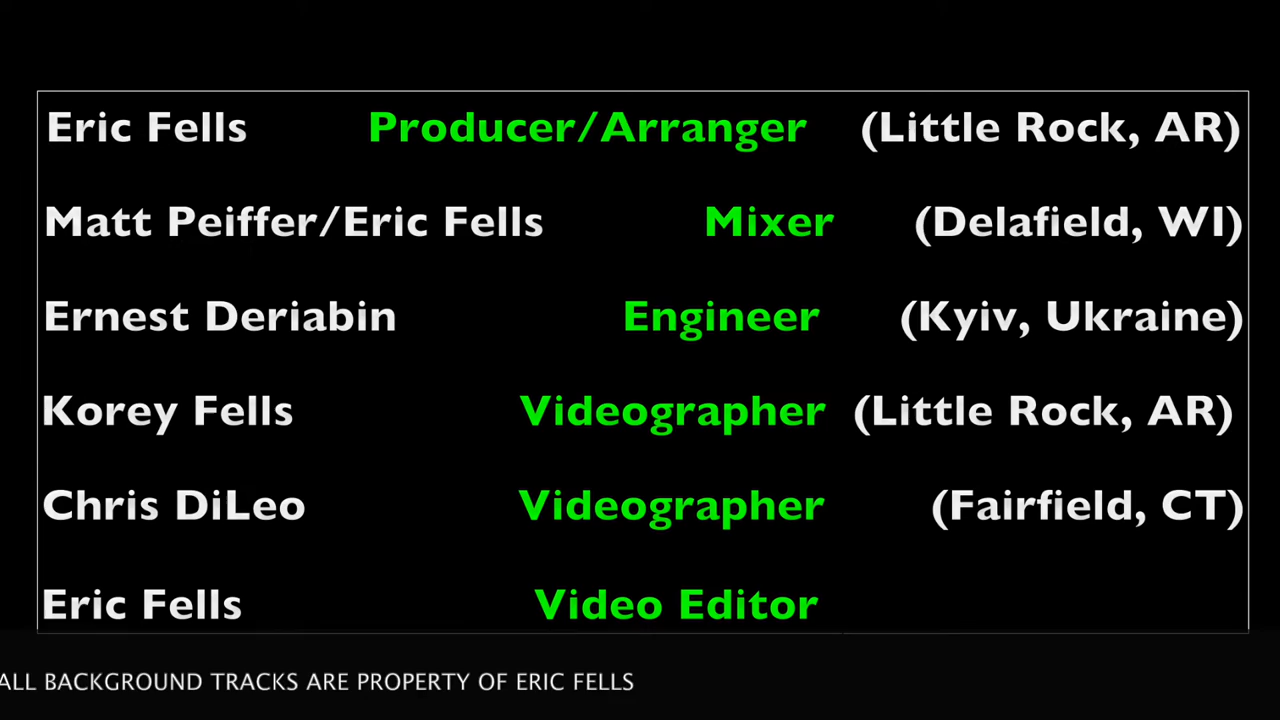 Eric Fells Producer/Arranger (Little Rock, AR)
Matt Peiffer/Eric Fells Mixer (Delafield, WI)
Ernest Deriabin Engineer (Kyiv, Ukraine)
Korey Fells Videographer (Little Rock, AR)
Chris DiLeo Videographer (Fairfield, CT)
Eric Fells Video Editor
ALL BACKGROUND TRACKS ARE PROPERTY OF ERIC FELLS